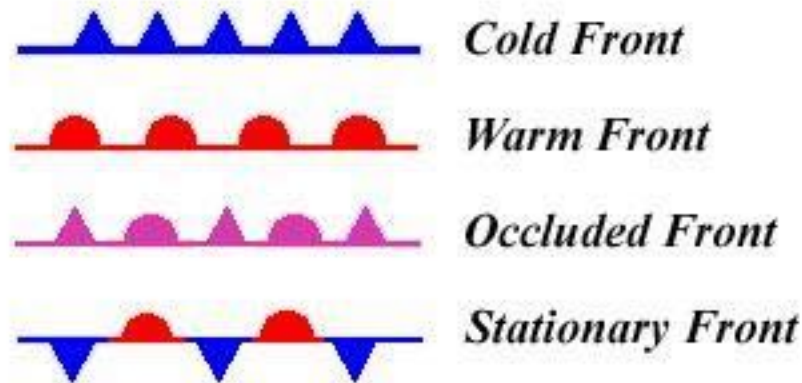 Cold Front
Warm Front
Occluded Front
Stationary Front